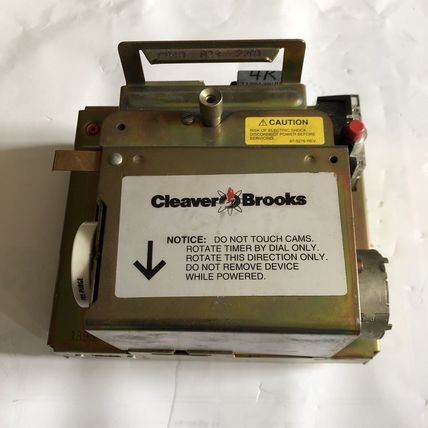 4R
CAUTION
RISK OF ELECTRIC SHOCK
DISCONNECT POWER BEFORE
SERVICING.
Cleaver Brooks
NOTICE: DO NOT TOUCH CAMS.
ROTATE TIMER BY DIAL ONLY.
ROTATE THIS DIRECTION ONLY.
DO NOT REMOVE DEVICE
WHILE POWERED.